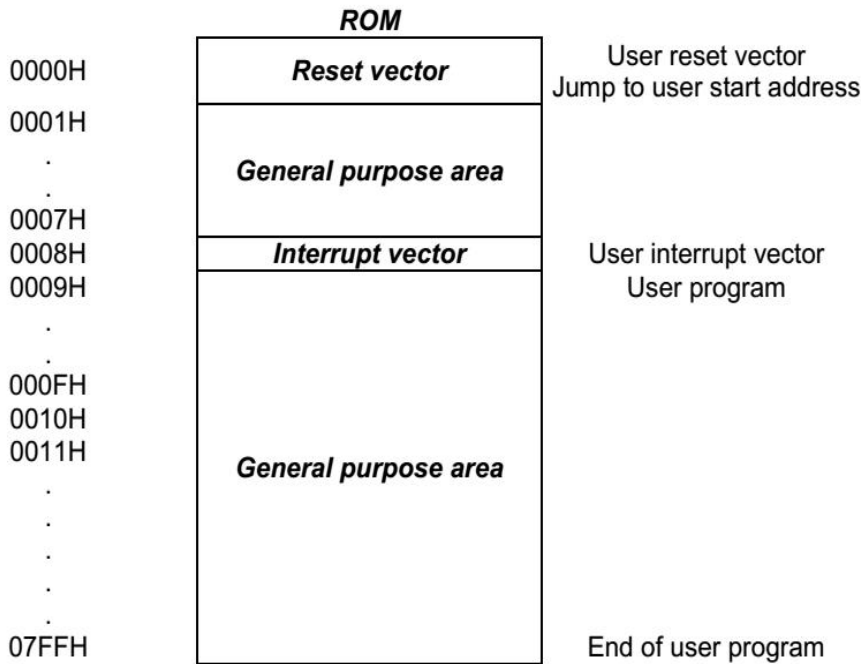 ROM
0000H Reset vector User reset vector
Jump to user start address
0001H
.
General purpose area
.
0007H
0008H Interrupt vector User interrupt vector
0009H User program
.
.
000FH
0010H
0011H
General purpose area
.
.
.
.
.
07FFH End of user program